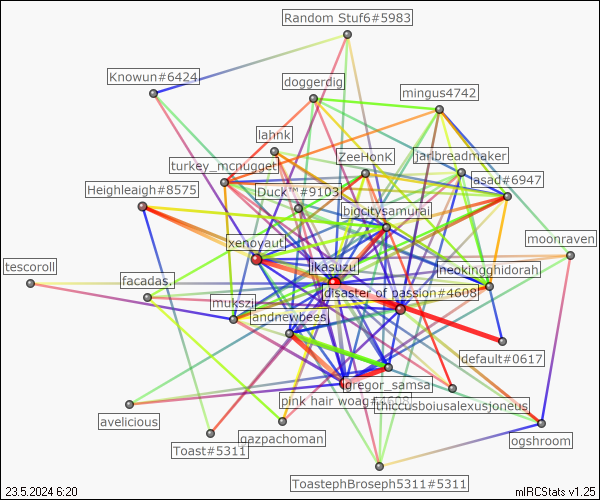 Random Stuf6#5983
Knowun#6424
doggerdig
mingus4742
lahnk
turkey_mcnugget
ZeeHonK
jarlbreadmaker
asad#6947
Heighleaigh#8575
Duck™#9103
bigcitysamurai
xenoyaut
moonraven
tescoroll
ikasuzu
neokingghidorah
facadas.
mukszi
disaster of passion#4608
landnewbees
default#0617
gregor_samsa
pink hair woag
thiccusboiusalexusjoneus
avelicious
Toast#5311
gazpachoman
ogshroom
ToastephBroseph5311#5311
23.5.2024 6:20
mIRCStats v1.25